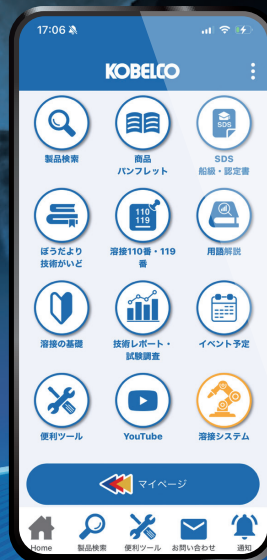 17:06
KOBELCO
製品検索
商品
パンフレット
SDS
SDS
船級・認定書
ぼうだより
技術がいど
110
119
溶接110番・119
番
用語解説
溶接の基礎
技術レポート・
試験調査
イベント予定
便利ツール
YouTube
溶接システム
マイページ
Home
製品検索
便利ツール
お問い合わせ
通知